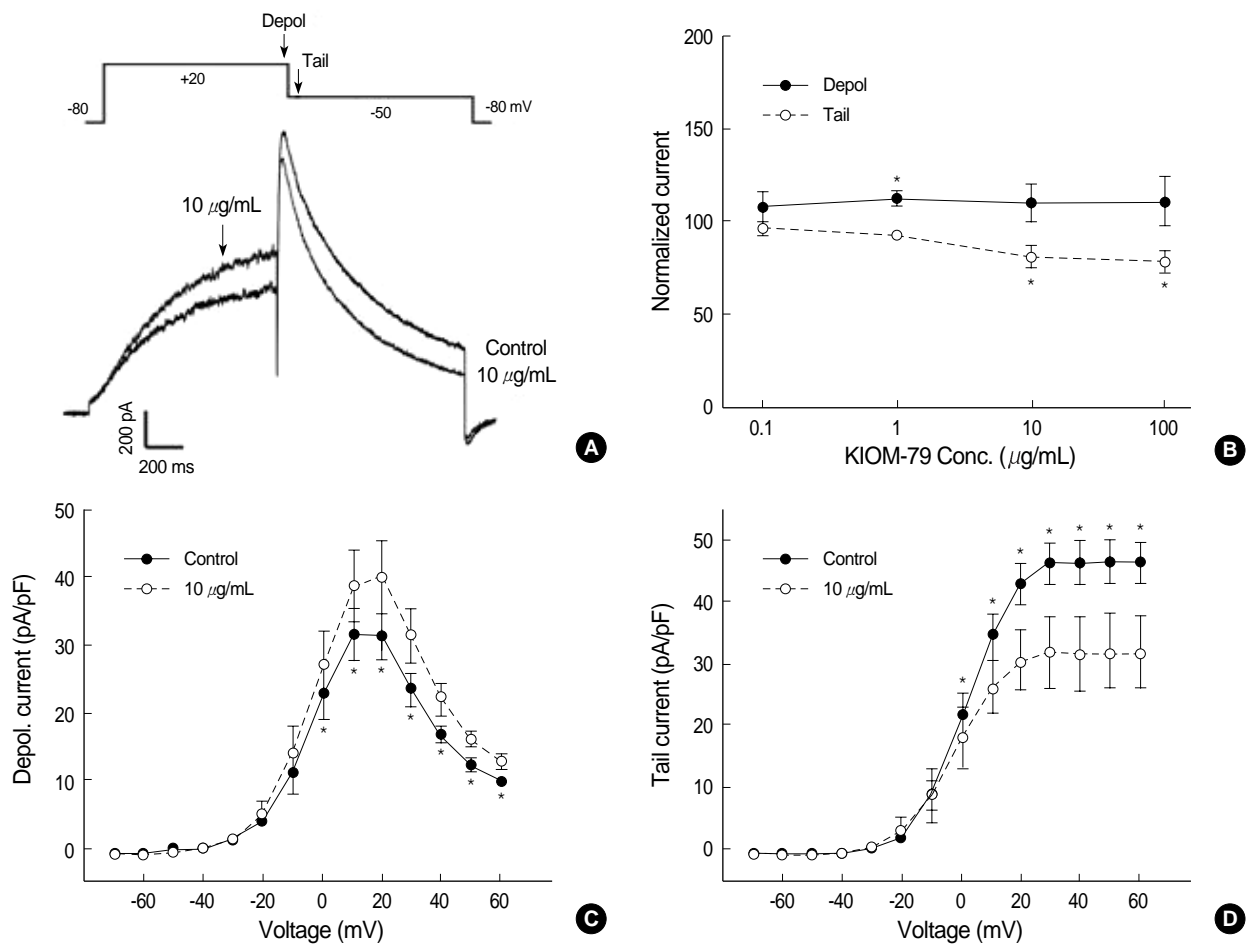 Depol
Tail
+20
-80
-50
-80 mV
10 μg/mL
Control
10 μg/mL
200 pA
200 ms
A
200
150
100
50
0
Normalized current
Depol
Tail
*
*
*
0.1 1 10 100
KIOM-79 Conc. (μg/mL)
B
50
40
30
20
10
0
Depol. current (pA/pF)
Control
10 μg/mL
* * * * * * *
-60 -40 -20 0 20 40 60
Voltage (mV)
C
50
40
30
20
10
0
Tail current (pA/pF)
Control
10 μg/mL
* * * * * * *
-60 -40 -20 0 20 40 60
Voltage (mV)
D